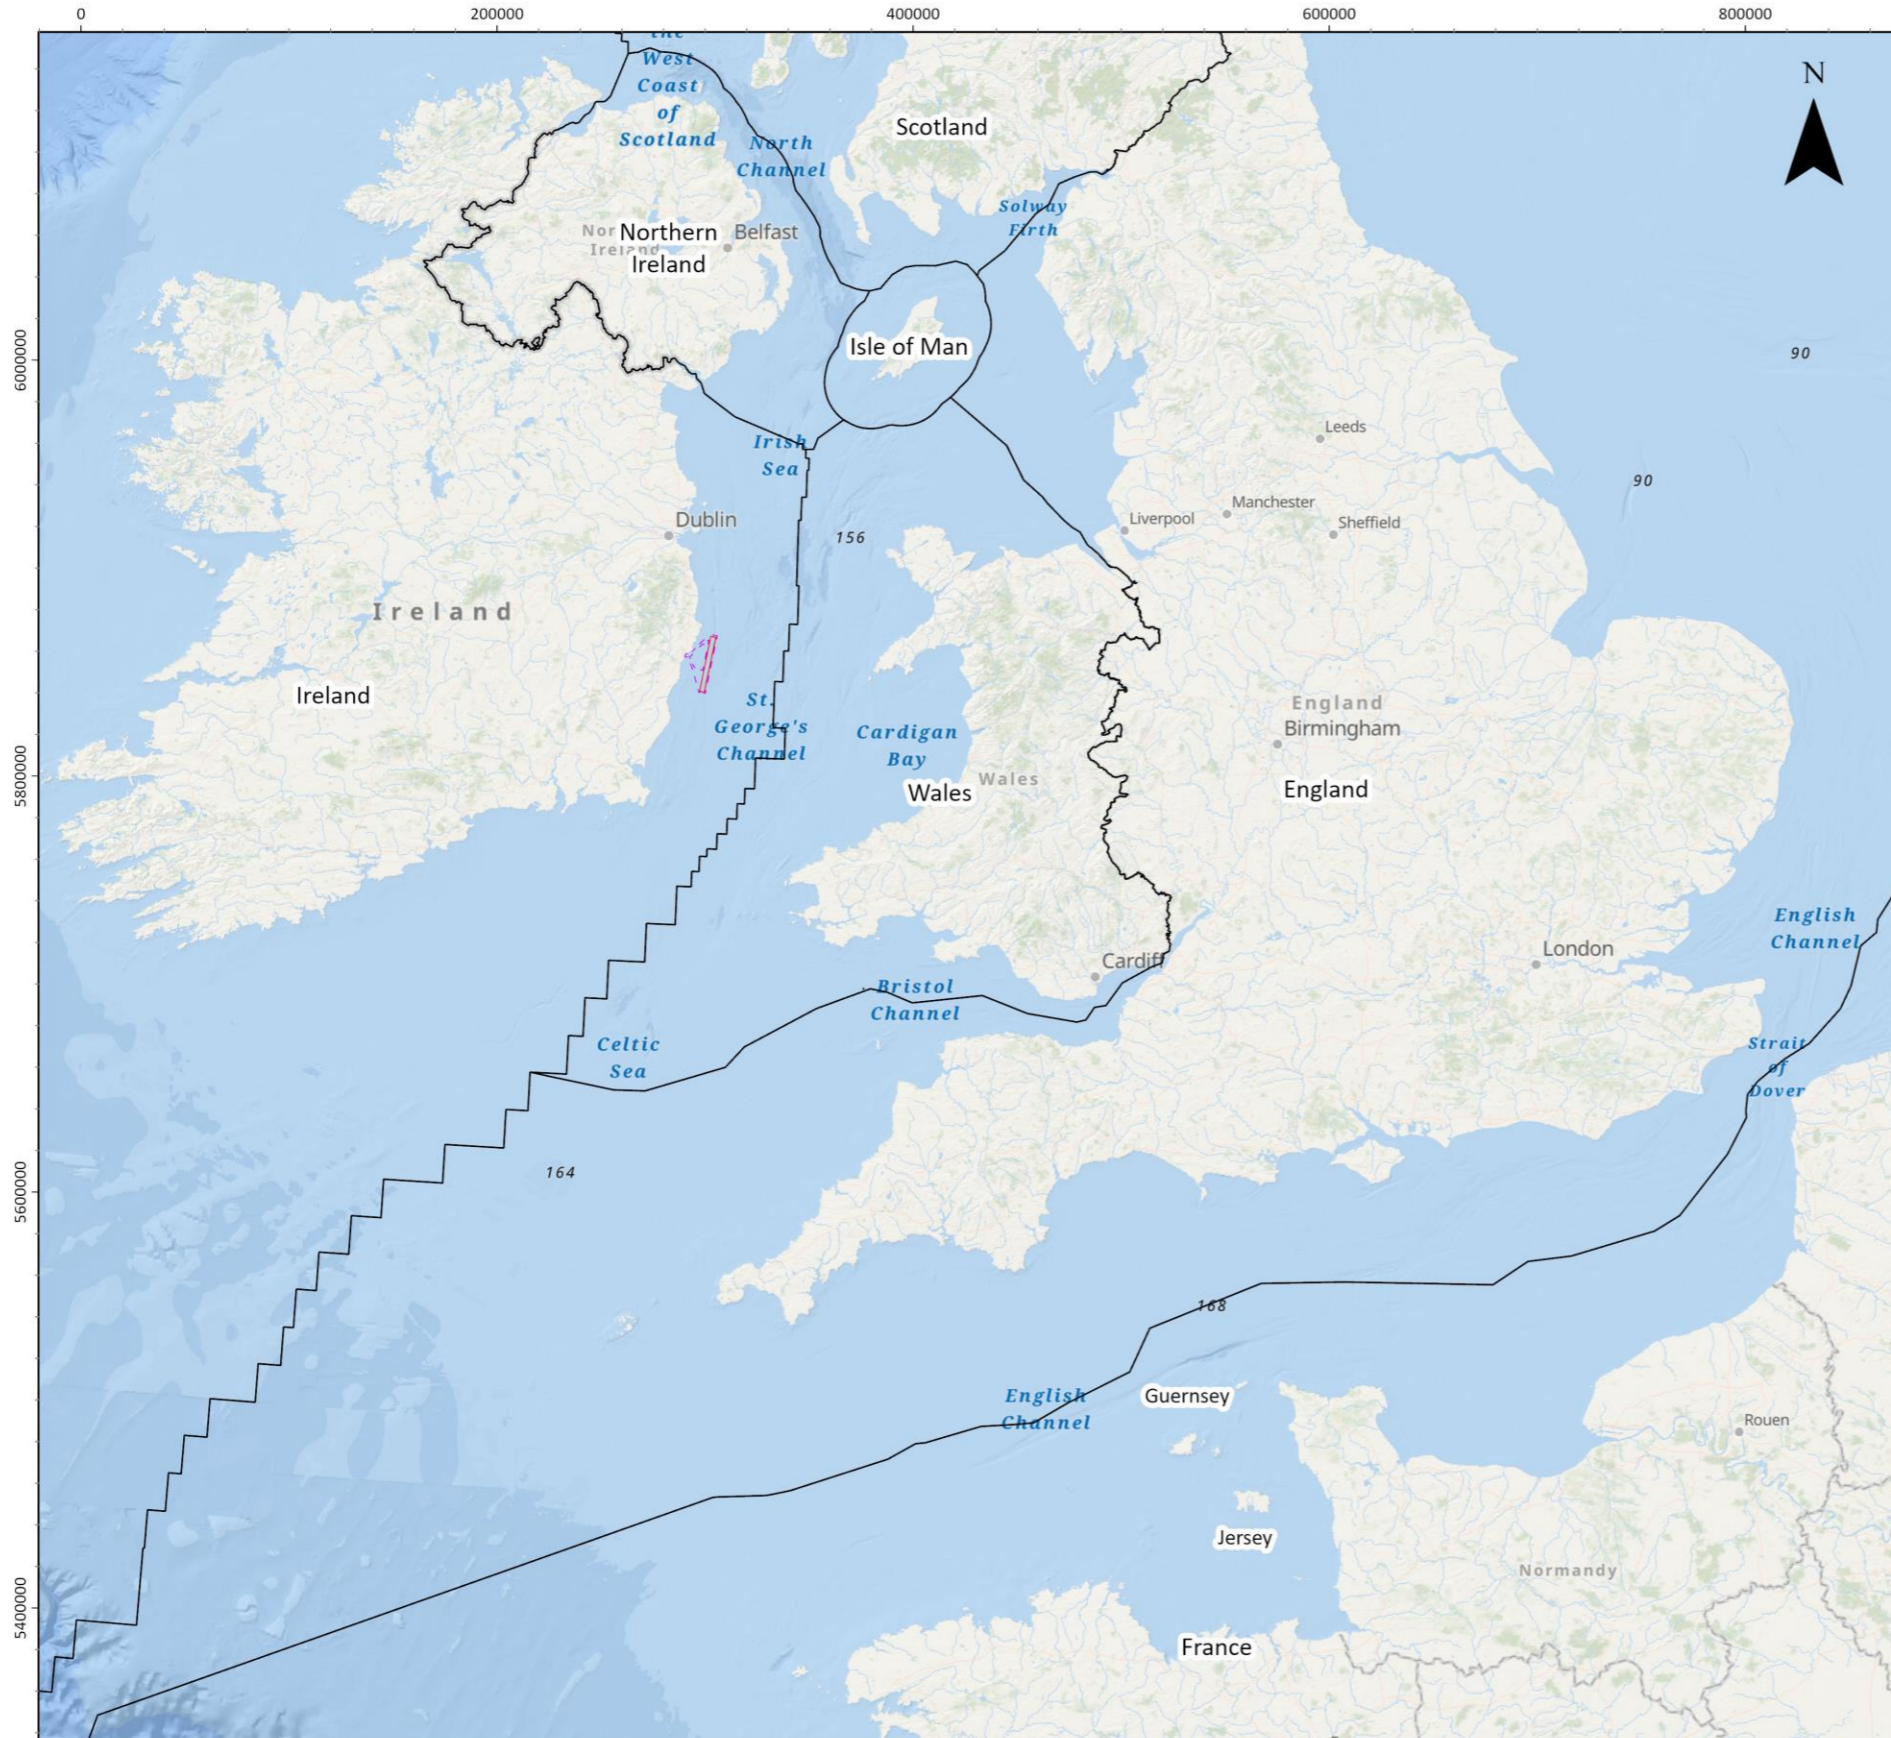 0
200000
400000
600000
800000
the
West
Coast
of
Scotland
North
Channel
Scotland
N
Solway
Firth
Northern
Ireland
Belfast
Ireland
Isle of Man
6000000
90
Irish
Sea
Leeds
90
Dublin
Manchester
Liverpool
Sheffield
156
Ireland
Ireland
St.
George's
Channel
Cardigan
Bay
England
Birmingham
5800000
Wales
Wales
England
English
Channel
London
Cardiff
Bristol
Channel
Celtic
Sea
Strait
of
Dover
5600000
164
168
English
Channel
Guernsey
Rouen
Jersey
Normandy
5400000
France